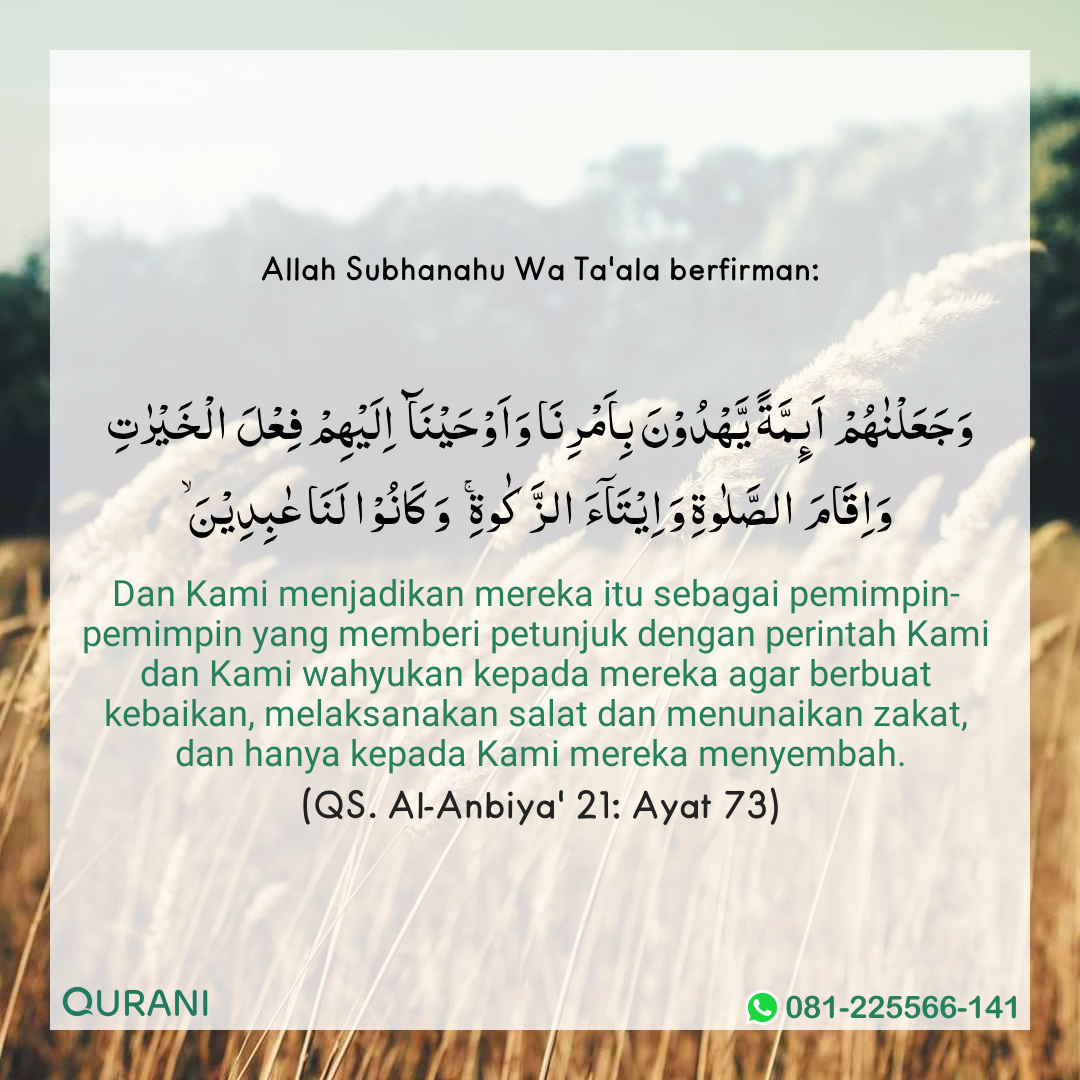 Allah Subhanahu Wa Ta'ala berfirman:
وَجَعَلْنٰهُمْ اَىِٕمَّةً يَّهْدُوْنَ بِاَمْرِنَا وَاَوْحَيْنَآ اِلَيْهِمْ فِعْلَ الْخَيْرٰتِ
وَاِقَامَ الصَّلٰوةِ وَاِيْتَاۤءَ الزَّكٰوةِۚ وَكَانُوْا لَنَا عٰبِدِيْنَ ۙ
Dan Kami menjadikan mereka itu sebagai pemimpin-
pemimpin yang memberi petunjuk dengan perintah Kami
dan Kami wahyukan kepada mereka agar berbuat
kebaikan, melaksanakan salat dan menunaikan zakat,
dan hanya kepada Kami mereka menyembah.
(QS. Al-Anbiya' 21: Ayat 73)
QURANI
081-225566-141